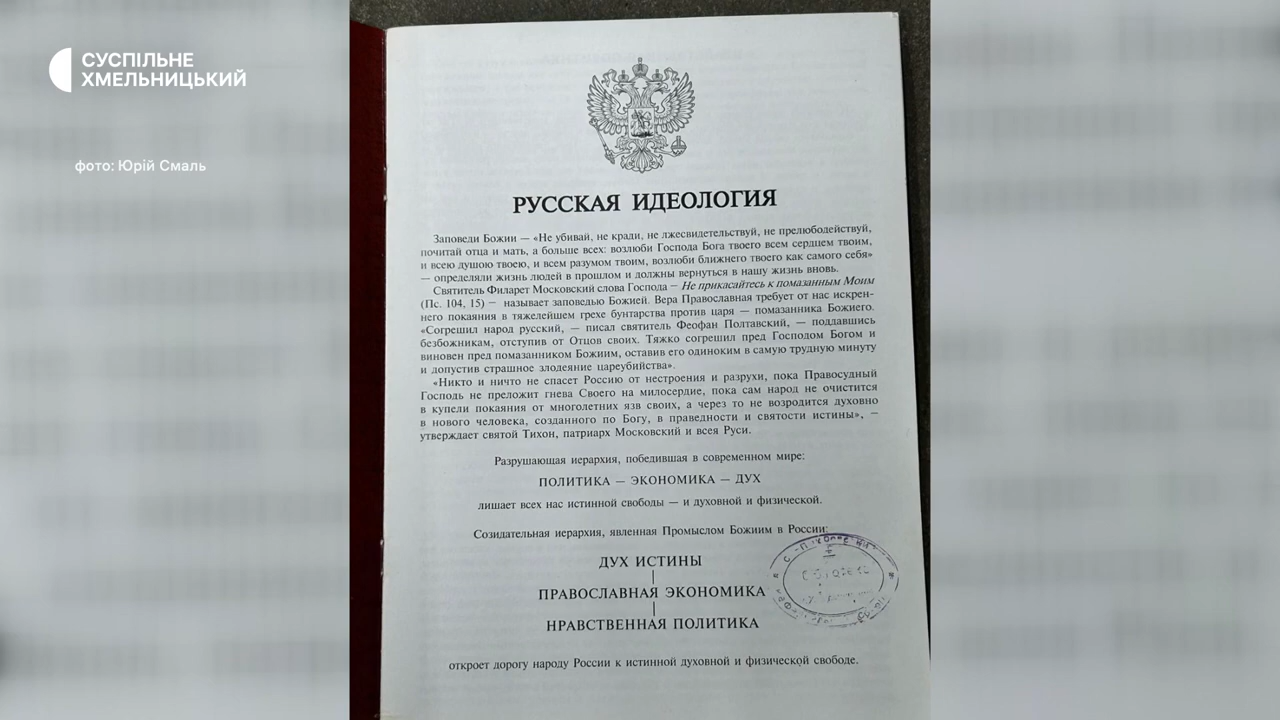 СУСПІЛЬНЕ
ХМЕЛЬНИЦЬКИЙ
фото: Юрій Смаль
РУССКАЯ ИДЕОЛОГИЯ
Заповеди Божии — «Не убивай, не кради, не лжесвидетельствуй, не прелюбодействуй,
почитай отца и мать, а больше всех: возлюби Господа Бога твоего всем сердцем твоим,
и всею душою твоею, и всем разумом твоим, возлюби ближнего твоего как самого себя»
— определяли жизнь людей в прошлом и должны вернуться в нашу жизнь вновь.
Святитель Филарет Московский слова Господа – Не прикасайтесь к помазанным Моим
(Пс. 104, 15) — называет заповедью Божией. Вера Православная требует от нас искрен-
него покаяния в тяжелейшем грехе бунтарства против царя — помазанника Божиего.
«Согрешил народ русский, — писал святитель Феофан Полтавский, — поддавшись
безбожникам, отступив от Отцов своих. Тяжко согрешил пред Господом Богом и
виновен пред помазанником Божиим, оставив его одиноким в самую трудную минуту
и допустив страшное злодеяние цареубийства».
«Никто и ничто не спасет Россию от нестроения и разрухи, пока Правосудный
Господь не преложит гнева Своего на милосердие, пока сам народ не очистится
в купели покаяния от многолетних язв своих, а через то не возродится духовно
в нового человека, созданного по Богу, в праведности и святости истины», —
утверждает святой Тихон, патриарх Московский и всея Руси.
Разрушающая иерархия, победившая в современном мире:
ПОЛИТИКА — ЭКОНОМИКА — ДУХ
лишает всех нас истинной свободы — и духовной и физической.
Созидательная иерархия, явленная Промыслом Божиим в России:
ДУХ ИСТИНЫ
ПРАВОСЛАВНАЯ ЭКОНОМИКА
НРАВСТВЕННАЯ ПОЛИТИКА
откроет дорогу народу России к истинной духовной и физической свободе.